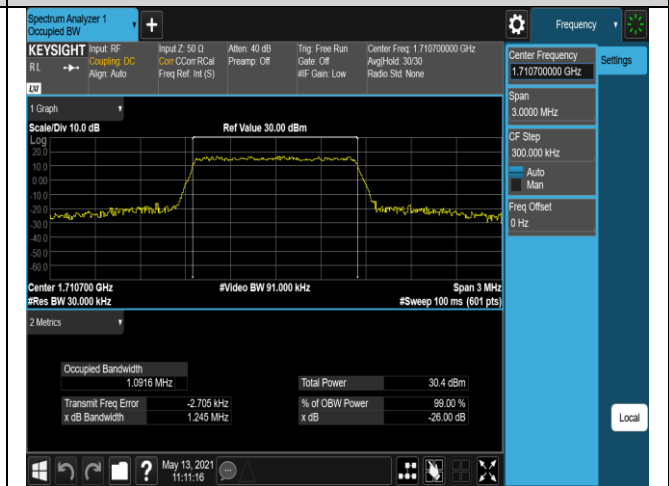 Spectrum Analyzer 1
Occupied BW
Frequency
KEYSIGHT
RL
LXI
Input: RF
Coupling: DC
Align: Auto
Input Z: 50 Ω
Corr CCorr RCal
Freq Ref: Int (S)
Atten: 40 dB
Preamp: Off
Trig: Free Run
Gate: Off
#IF Gain: Low
Center Freq: 1.710700000 GHz
Avg|Hold: 30/30
Radio Std: None
Center Frequency
1.710700000 GHz
Settings
Span
3.0000 MHz
CF Step
300.000 kHz
Auto
Man
Freq Offset
0 Hz
Local
1 Graph
Scale/Div 10.0 dB
Ref Value 30.00 dBm
Log
20.0
10.0
0.00
-10.0
-20.0
-30.0
-40.0
-50.0
-60.0
Center 1.710700 GHz
#Video BW 91.000 kHz
Span 3 MHz
#Res BW 30.000 kHz
#Sweep 100 ms (601 pts)
2 Metrics
Occupied Bandwidth
1.0916 MHz
Total Power 30.4 dBm
Transmit Freq Error -2.705 kHz
% of OBW Power 99.00 %
x dB Bandwidth 1.245 MHz
x dB -26.00 dB
?
May 13, 2021
11:11:16